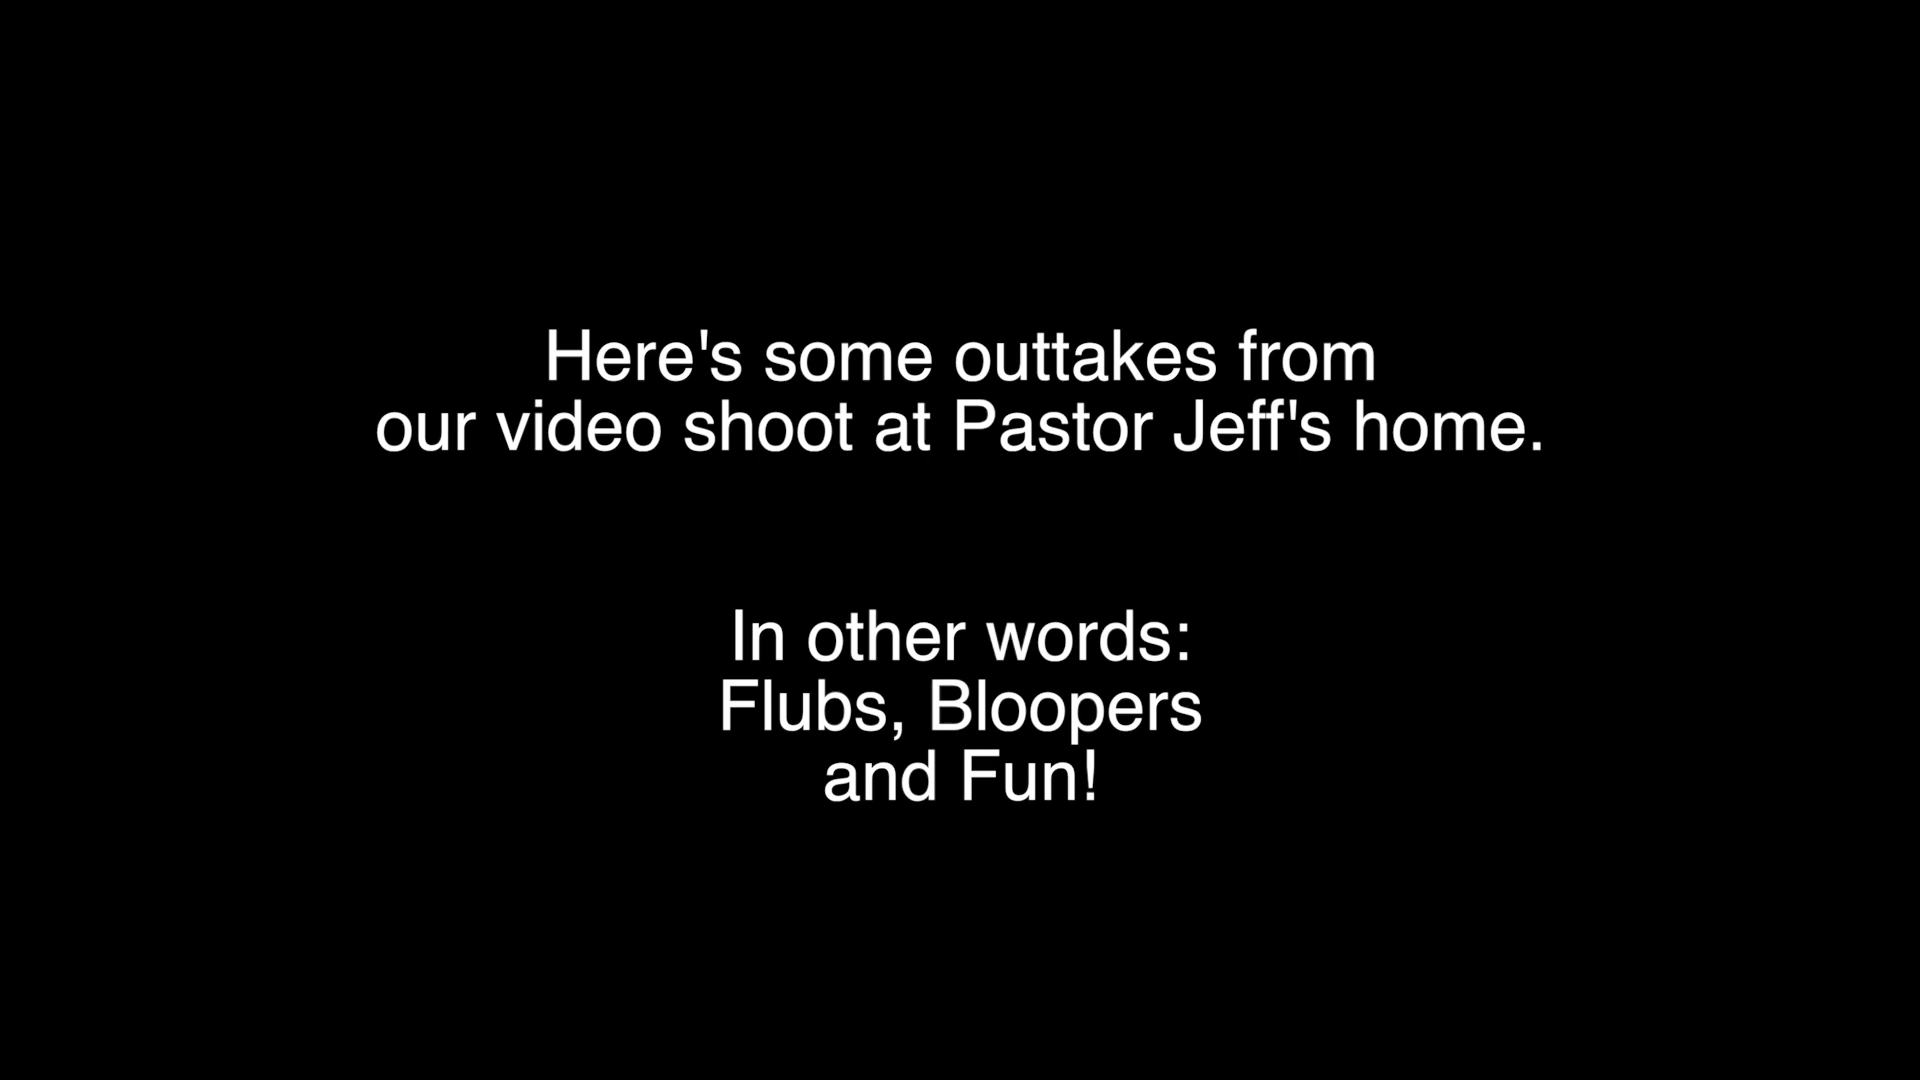 Here's some outtakes from
our video shoot at Pastor Jeff's home.
In other words:
Flubs, Bloopers
and Fun!